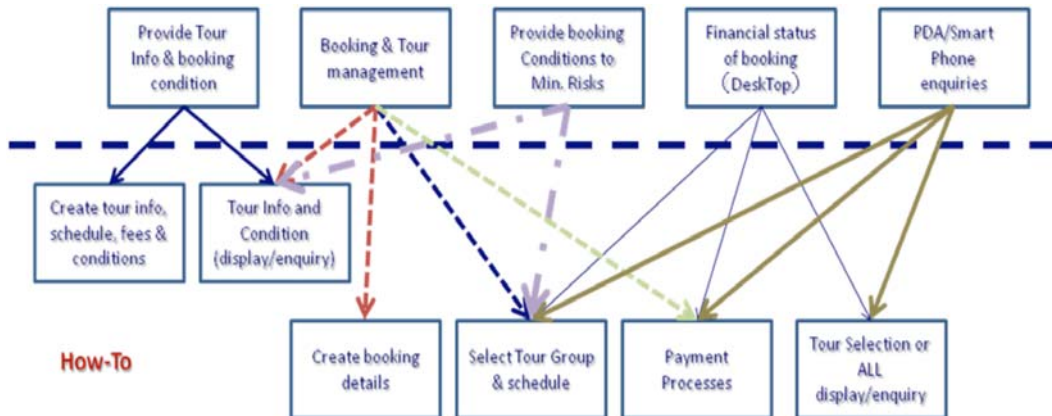 Provide Tour
Info & booking
condition
Booking & Tour
management
Provide booking
Conditions to
Min. Risks
Financial status
of booking
(DeskTop)
PDA/Smart
Phone
enquiries
Create tour info,
schedule, fees &
conditions
Tour Info and
Condition
(display/enquiry)
How-To
Create booking
details
Select Tour Group
& schedule
Payment
Processes
Tour Selection or
ALL
display/enquiry